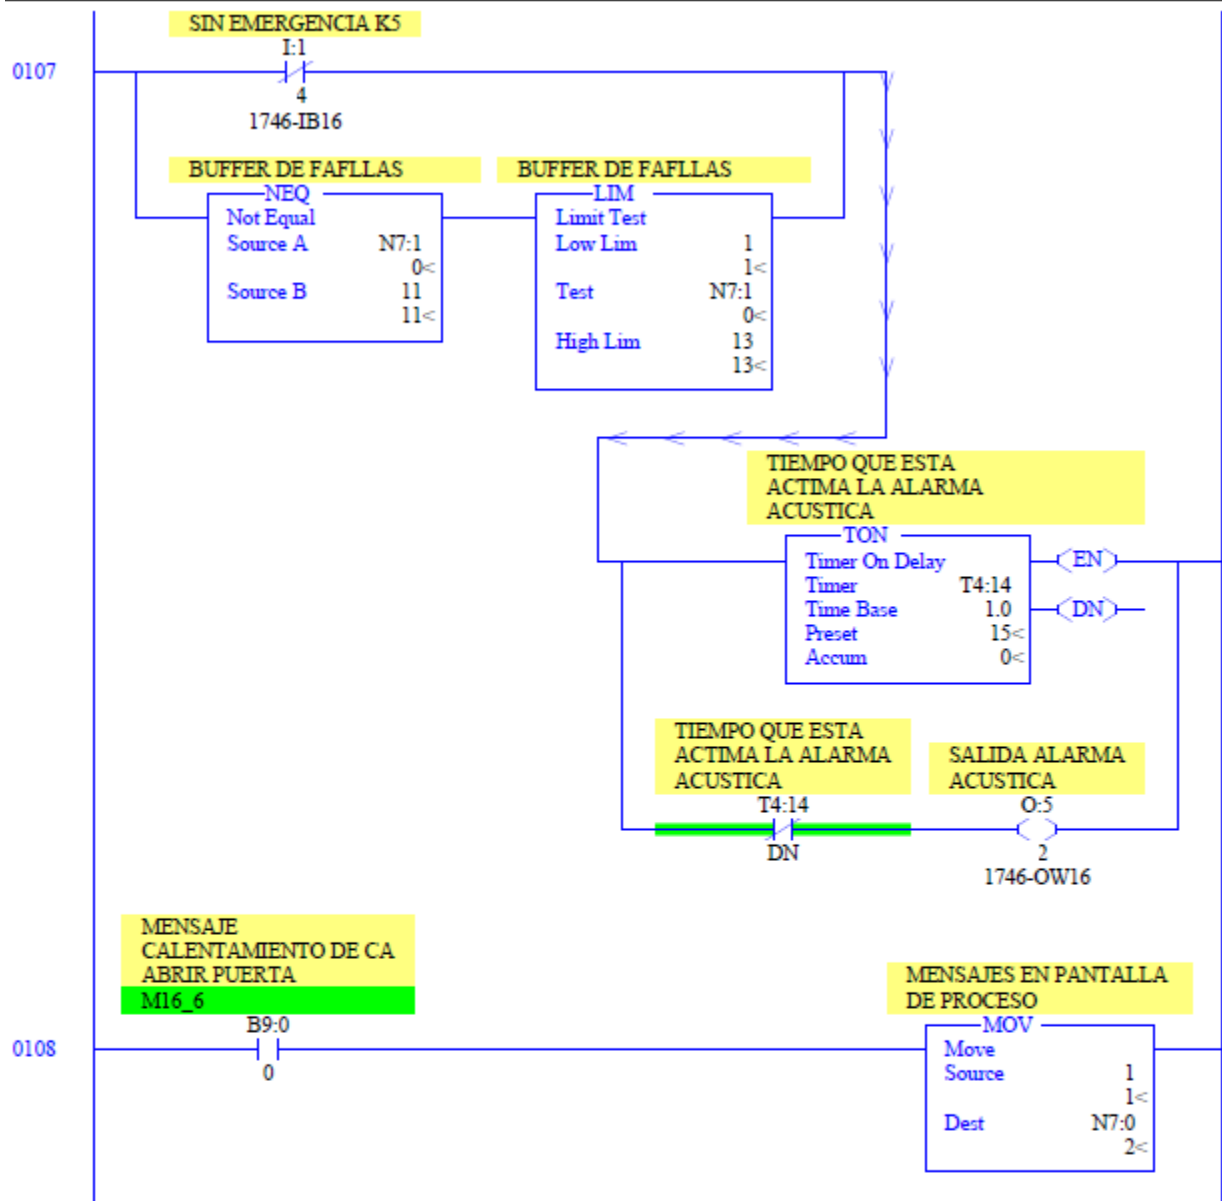 SIN EMERGENCIA K5
I:1
0107
4
1746-IB16
BUFFER DE FAFLLAS
NEQ
Not Equal
Source A N7:1
0<
Source B 11
11<
BUFFER DE FAFLLAS
LIM
Limit Test
Low Lim 1
1<
Test N7:1
0<
High Lim 13
13<
TIEMPO QUE ESTA
ACTIMA LA ALARMA
ACUSTICA
TON
Timer On Delay
Timer T4:14
Time Base 1.0
Preset 15<
Accum 0<
EN
DN
TIEMPO QUE ESTA
ACTIMA LA ALARMA
ACUSTICA
T4:14
DN
SALIDA ALARMA
ACUSTICA
O:5
2
1746-OW16
MENSAJE
CALENTAMIENTO DE CA
ABRIR PUERTA
M16_6
B9:0
0108
0
MENSAJES EN PANTALLA
DE PROCESO
MOV
Move
Source 1
1<
Dest N7:0
2<